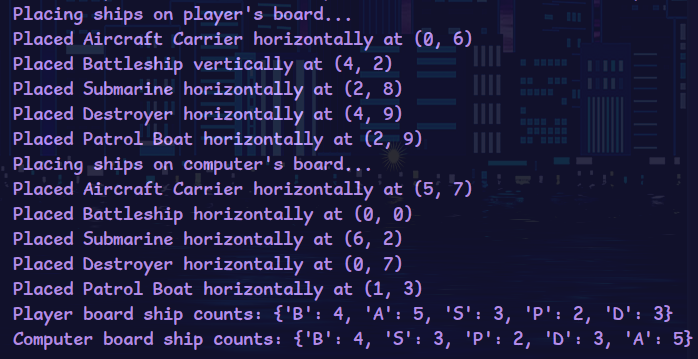 Placing ships on player's board...
Placed Aircraft Carrier horizontally at (0, 6)
Placed Battleship vertically at (4, 2)
Placed Submarine horizontally at (2, 8)
Placed Destroyer horizontally at (4, 9)
Placed Patrol Boat horizontally at (2, 9)
Placing ships on computer's board...
Placed Aircraft Carrier horizontally at (5, 7)
Placed Battleship horizontally at (0, 0)
Placed Submarine horizontally at (6, 2)
Placed Destroyer horizontally at (0, 7)
Placed Patrol Boat horizontally at (1, 3)
Player board ship counts: {'B': 4, 'A': 5, 'S': 3, 'P': 2, 'D': 3}
Computer board ship counts: {'B': 4, 'S': 3, 'P': 2, 'D': 3, 'A': 5}